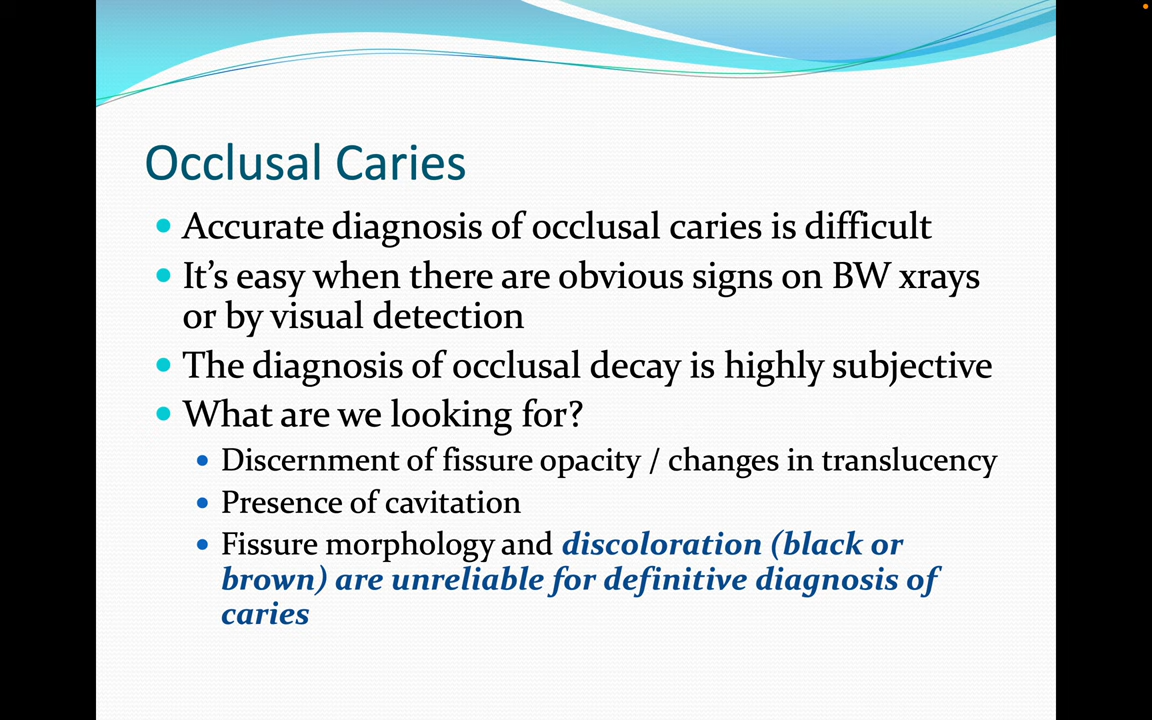 Occlusal Caries
• Accurate diagnosis of occlusal caries is difficult
• It’s easy when there are obvious signs on BW xrays
or by visual detection
• The diagnosis of occlusal decay is highly subjective
• What are we looking for?
• Discernment of fissure opacity / changes in translucency
• Presence of cavitation
• Fissure morphology and discoloration (black or
brown) are unreliable for definitive diagnosis of
caries